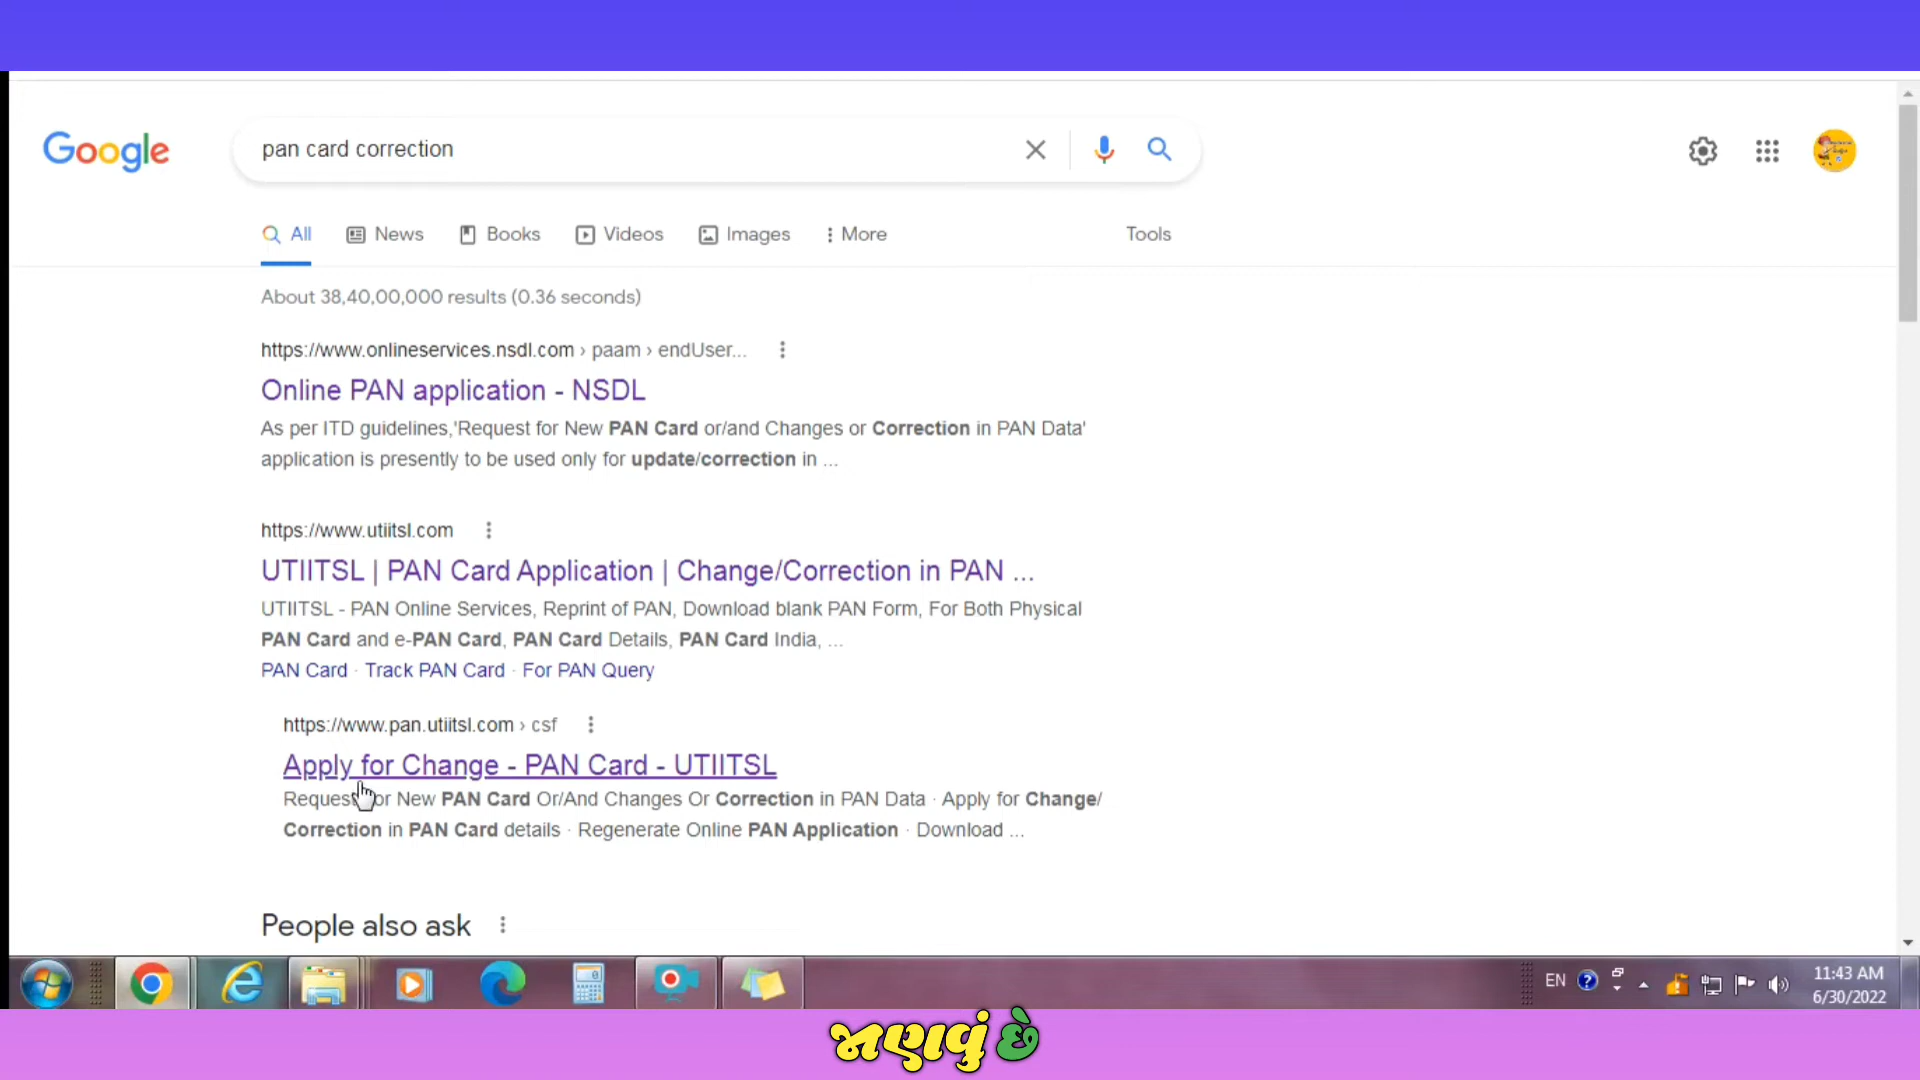 Google
pan card correction
All
News
Books
Videos
Images
More
Tools
About 38,40,00,000 results (0.36 seconds)
https://www.onlineservices.nsdl.com › paam › endUser...
Online PAN application - NSDL
As per ITD guidelines,'Request for New PAN Card or/and Changes or Correction in PAN Data'
application is presently to be used only for update/correction in ...
https://www.utiitsl.com
UTIITSL | PAN Card Application | Change/Correction in PAN ...
UTIITSL - PAN Online Services, Reprint of PAN, Download blank PAN Form, For Both Physical
PAN Card and e-PAN Card, PAN Card Details, PAN Card India, ...
PAN Card · Track PAN Card · For PAN Query
https://www.pan.utiitsl.com › csf
Apply for Change - PAN Card - UTIITSL
Request for New PAN Card Or/And Changes Or Correction in PAN Data · Apply for Change/
Correction in PAN Card details · Regenerate Online PAN Application · Download ...
People also ask
EN
11:43 AM
6/30/2022
જાણવું છે